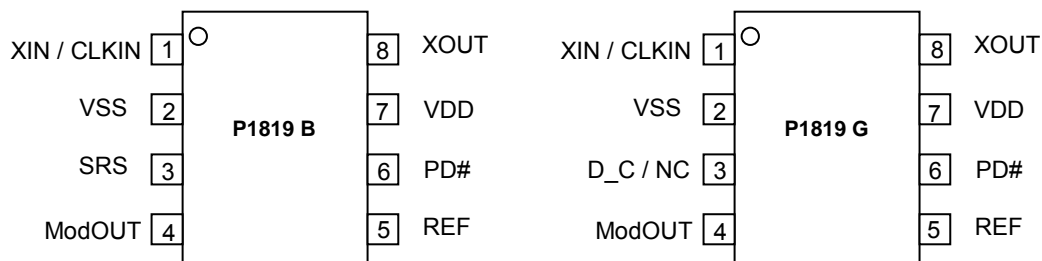 XIN / CLKIN 1 8 XOUT
VSS 2 7 VDD
P1819 B
SRS 3 6 PD#
ModOUT 4 5 REF
XIN / CLKIN 1 8 XOUT
VSS 2 7 VDD
P1819 G
D_C / NC 3 6 PD#
ModOUT 4 5 REF